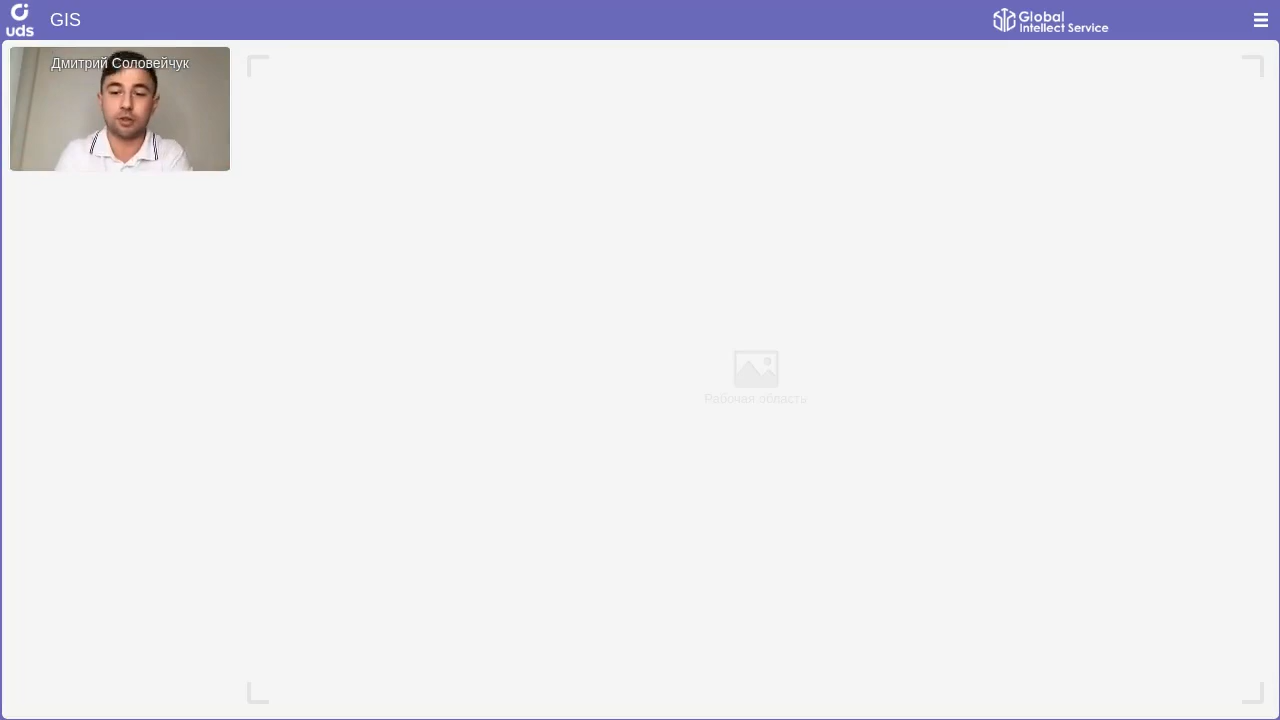 uds
GIS
Global
Intellect Service
Дмитрий Соловейчук
Рабочая область